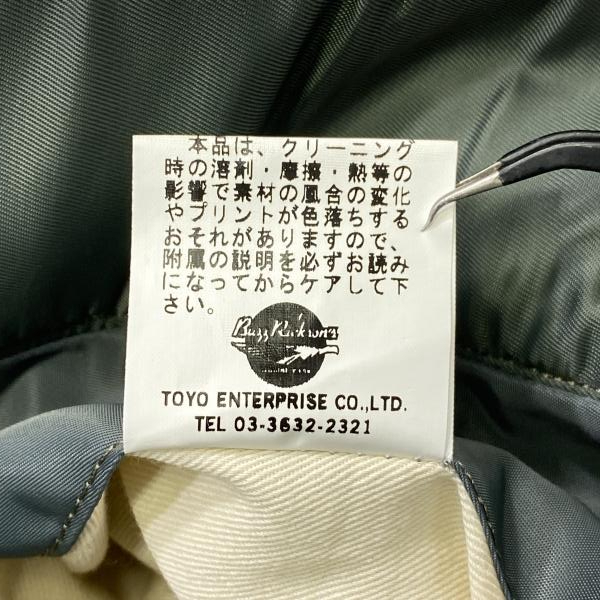 本品は、クリーニング
時の溶剤・摩擦・熱等の
影響で素材の風合の変化
やプリントが色落ちする
おそれがありますので、
附属の説明を必ずお読み
になってからケアして下
さい。
Buzz Rickson's
TOYO ENTERPRISE CO.,LTD.
TEL 03-3632-2321